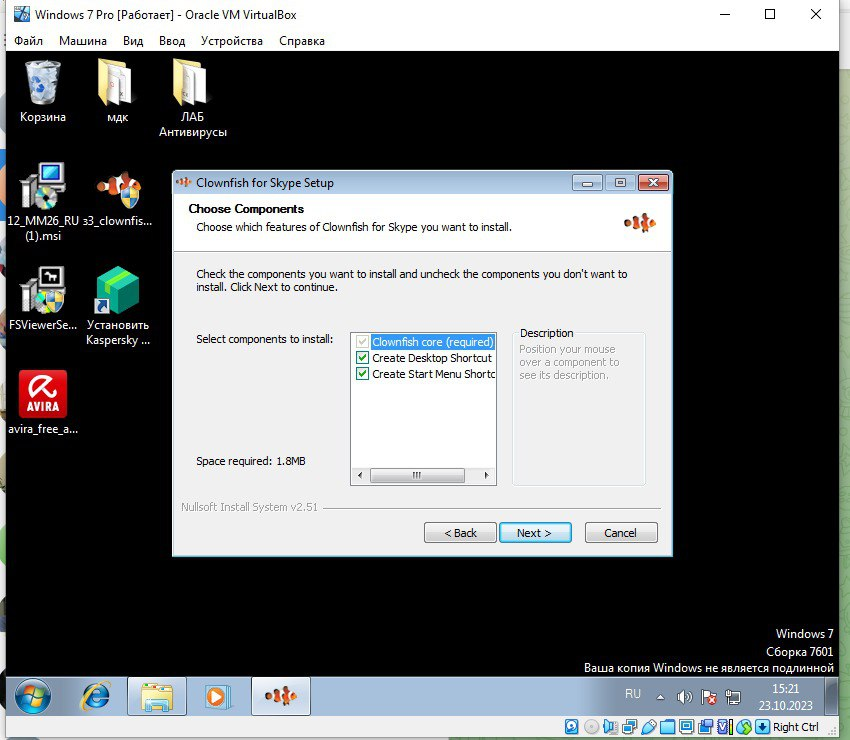 Windows 7 Pro [Работает] - Oracle VM VirtualBox
Файл Машина Вид Ввод Устройства Справка
Корзина
мдк
ЛАБ
Антивирусы
12_MM26_RU
(1).msi
з3_clownfis...
FSViewerSe...
Установить
Kaspersky ...
AVIRA
avira_free_a...
Clownfish for Skype Setup
Choose Components
Choose which features of Clownfish for Skype you want to install.
Check the components you want to install and uncheck the components you don't want to
install. Click Next to continue.
Select components to install:
Clownfish core (required)
Create Desktop Shortcut
Create Start Menu Shortc
Description
Position your mouse
over a component to
see its description.
Space required: 1.8MB
Nullsoft Install System v2.51
< Back
Next >
Cancel
Windows 7
Сборка 7601
Ваша копия Windows не является подлинной
RU
15:21
23.10.2023
Right Ctrl